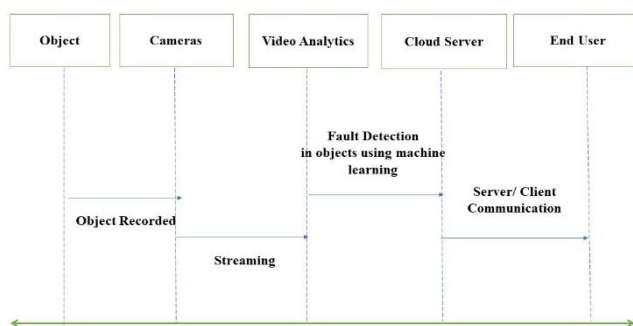 Object
Cameras
Video Analytics
Cloud Server
End User
Fault Detection
in objects using machine
learning
Server/ Client
Communication
Object Recorded
Streaming